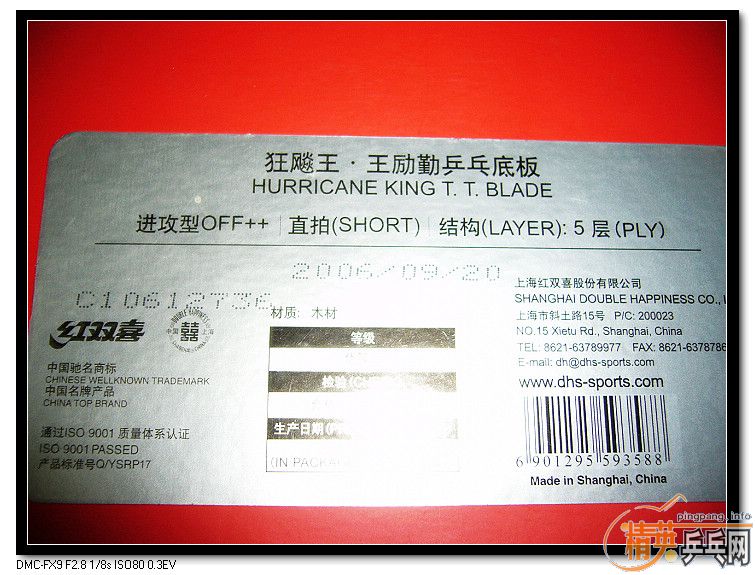 狂飚王·王励勤乒乓底板
HURRICANE KING T. T. BLADE
进攻型OFF++ 直拍(SHORT) 结构(LAYER): 5 层(PLY)
2006/09/20
C10612736
红双喜
中国 囍 上海
中国驰名商标
CHINESE WELLKNOWN TRADEMARK
中国名牌产品
CHINA TOP BRAND
通过ISO 9001 质量体系认证
ISO 9001 PASSED
产品标准号Q/YSRP17
材质: 木材
等级
检验(C
生产日期(P
(IN PACKA
上海红双喜股份有限公司
SHANGHAI DOUBLE HAPPINESS CO.,
上海市斜土路15号 P/C: 200023
NO.15 Xietu Rd., Shanghai, China
TEL: 8621-63789977 FAX: 8621-6378786
E-mail: dh@dhs-sports.com
www.dhs-sports.com
6 901295 593588
Made in Shanghai, China
pingpang.info
精英乒乓网
DMC-FX9 F2.8 1/8s ISO80 0.3EV